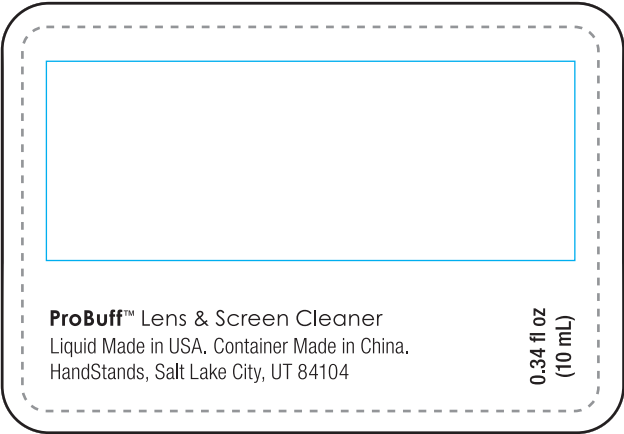 ProBuff™ Lens & Screen Cleaner
Liquid Made in USA. Container Made in China.
HandStands, Salt Lake City, UT 84104
0.34 fl oz
(10 mL)